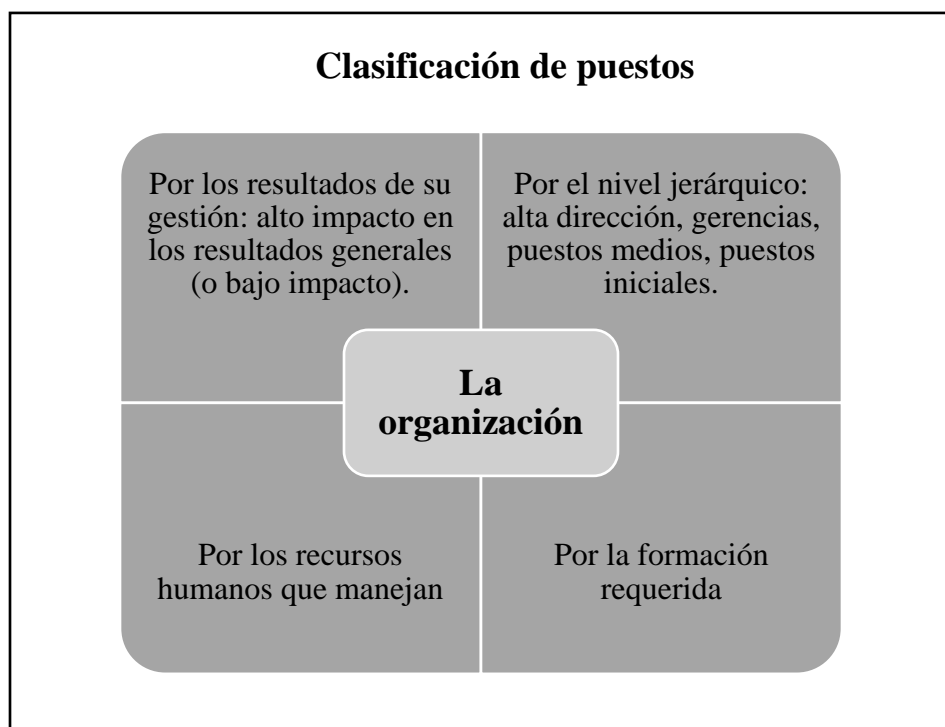 Clasificación de puestos
Por los resultados de su
gestión: alto impacto en
los resultados generales
(o bajo impacto).
Por el nivel jerárquico:
alta dirección, gerencias,
puestos medios, puestos
iniciales.
La
organización
Por los recursos
humanos que manejan
Por la formación
requerida